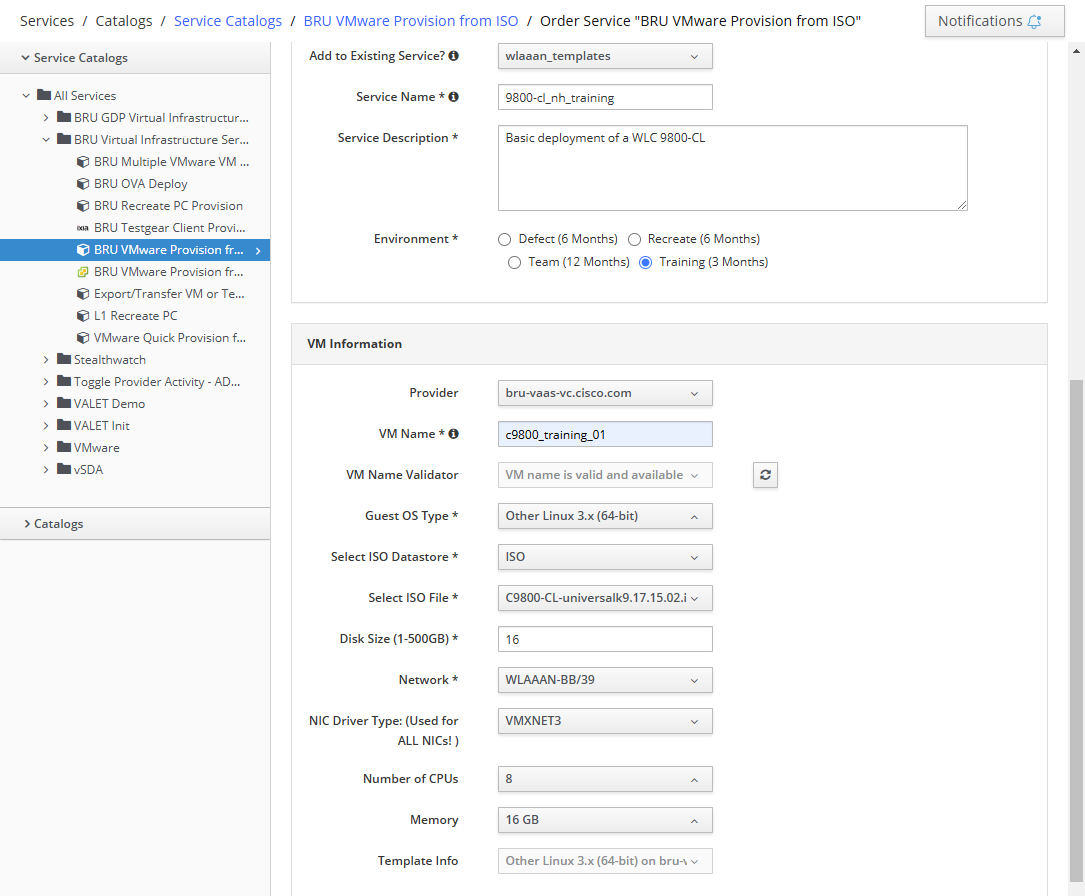 Services / Catalogs / Service Catalogs / BRU VMware Provision from ISO / Order Service "BRU VMware Provision from ISO"
Notifications
Service Catalogs
All Services
BRU GDP Virtual Infrastructur...
BRU Virtual Infrastructure Ser...
BRU Multiple VMware VM ...
BRU OVA Deploy
BRU Recreate PC Provision
ixia BRU Testgear Client Provi...
BRU VMware Provision fr...
BRU VMware Provision fr...
Export/Transfer VM or Te...
L1 Recreate PC
VMware Quick Provision f...
Stealthwatch
Toggle Provider Activity - AD...
VALET Demo
VALET Init
VMware
vSDA
Catalogs
Add to Existing Service? wlaaan_templates
Service Name * 9800-cl_nh_training
Service Description * Basic deployment of a WLC 9800-CL
Environment * Defect (6 Months) Recreate (6 Months)
Team (12 Months) Training (3 Months)
VM Information
Provider bru-vaas-vc.cisco.com
VM Name * c9800_training_01
VM Name Validator VM name is valid and available
Guest OS Type * Other Linux 3.x (64-bit)
Select ISO Datastore * ISO
Select ISO File * C9800-CL-universalk9.17.15.02.i
Disk Size (1-500GB) * 16
Network * WLAAAN-BB/39
NIC Driver Type: (Used for VMXNET3
ALL NICs! )
Number of CPUs 8
Memory 16 GB
Template Info Other Linux 3.x (64-bit) on bru-v